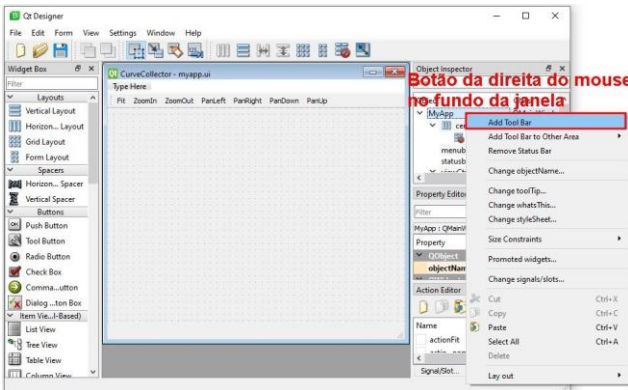 Qt Designer
File Edit Form View Settings Window Help
Widget Box
Filter
Layouts
Vertical Layout
Horizon... Layout
Grid Layout
Form Layout
Spacers
Horizon... Spacer
Vertical Spacer
Buttons
Push Button
Tool Button
Radio Button
Check Box
Comma...utton
Dialog ...ton Box
Item Vie...l-Based)
List View
Tree View
Table View
Column View
CurveCollector - myapp.ui
Type Here
Fit ZoomIn ZoomOut PanLeft PanRight PanDown PanUp
Object Inspector
Botão da direita do mouse
no fundo da janela
MyApp
cen
menub
statusb
Property Editor
Filter
MyApp : QMainW
Property
QObject
objectNam
Action Editor
Name
actionFit
Signal/Slot...
Add Tool Bar
Add Tool Bar to Other Area
Remove Status Bar
Change objectName...
Change toolTip...
Change whatsThis...
Change styleSheet...
Size Constraints
Promoted widgets...
Change signals/slots...
Cut Ctrl+X
Copy Ctrl+C
Paste Ctrl+V
Select All Ctrl+A
Delete
Lay out